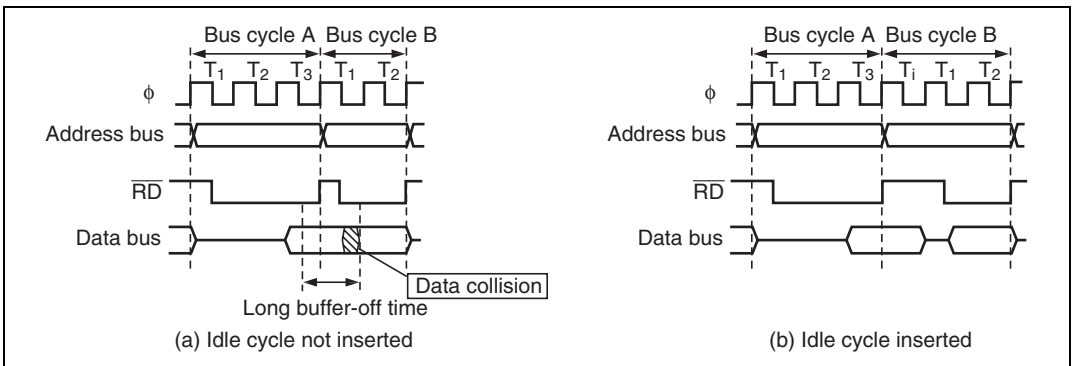 Bus cycle A Bus cycle B
T1 T2 T3 T1 T2
ϕ
Address bus
RD
Data bus
Data collision
Long buffer-off time
(a) Idle cycle not inserted
Bus cycle A Bus cycle B
T1 T2 T3 Ti T1 T2
ϕ
Address bus
RD
Data bus
(b) Idle cycle inserted